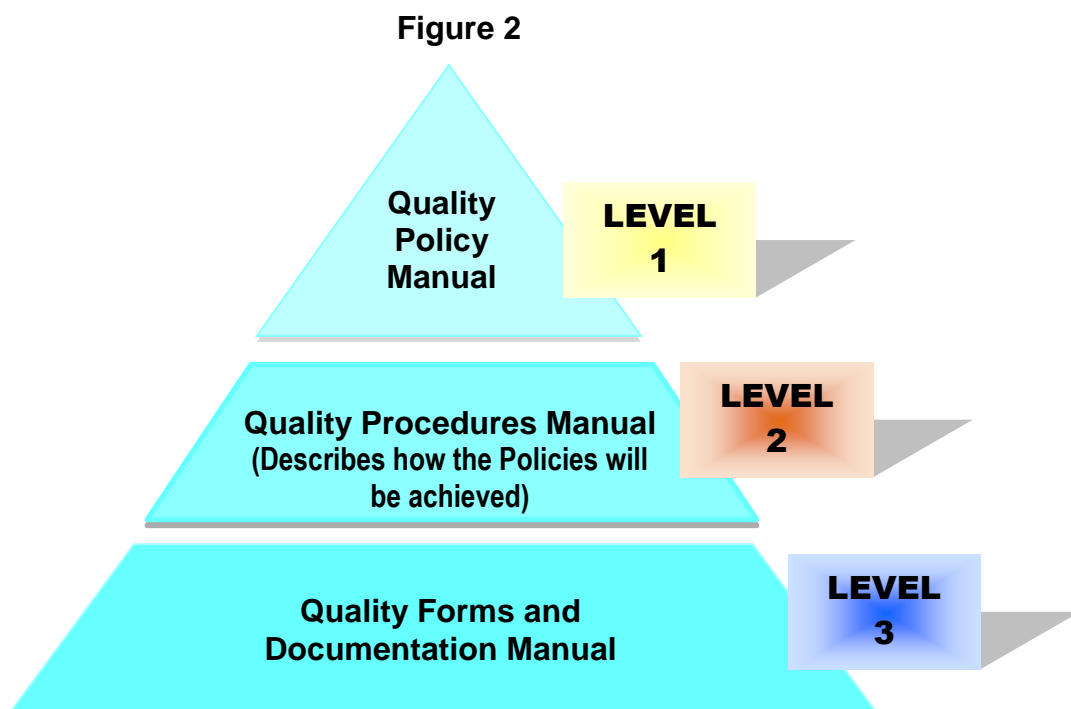 Figure 2
Quality
Policy
Manual
LEVEL
1
Quality Procedures Manual
(Describes how the Policies will
be achieved)
LEVEL
2
Quality Forms and
Documentation Manual
LEVEL
3